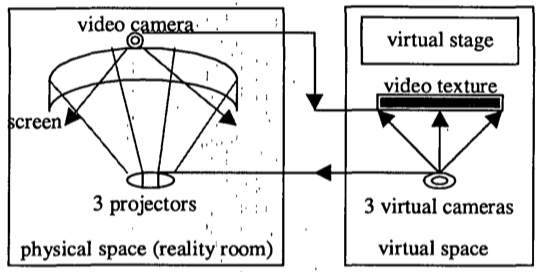 video camera
screen
3 projectors
physical space (reality room)
virtual stage
video texture
3 virtual cameras
virtual space